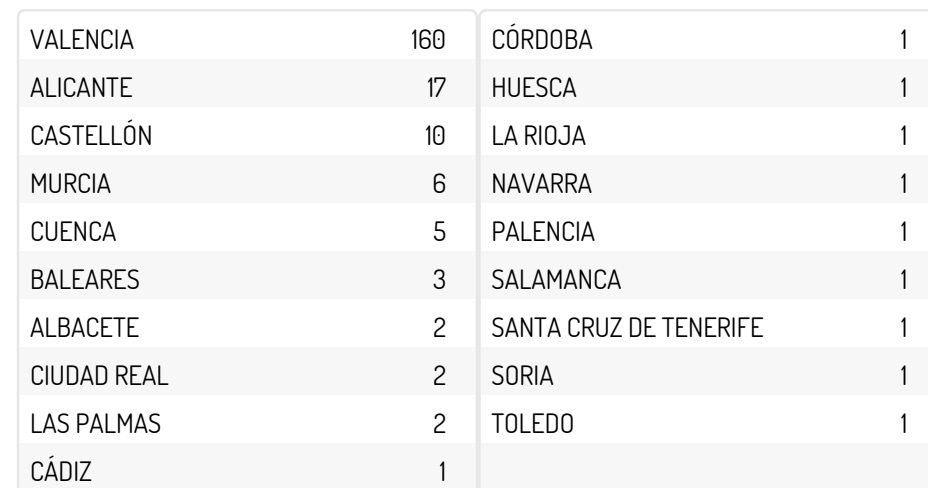 VALENCIA 160
ALICANTE 17
CASTELLÓN 10
MURCIA 6
CUENCA 5
BALEARES 3
ALBACETE 2
CIUDAD REAL 2
LAS PALMAS 2
CÁDIZ 1
CÓRDOBA 1
HUESCA 1
LA RIOJA 1
NAVARRA 1
PALENCIA 1
SALAMANCA 1
SANTA CRUZ DE TENERIFE 1
SORIA 1
TOLEDO 1